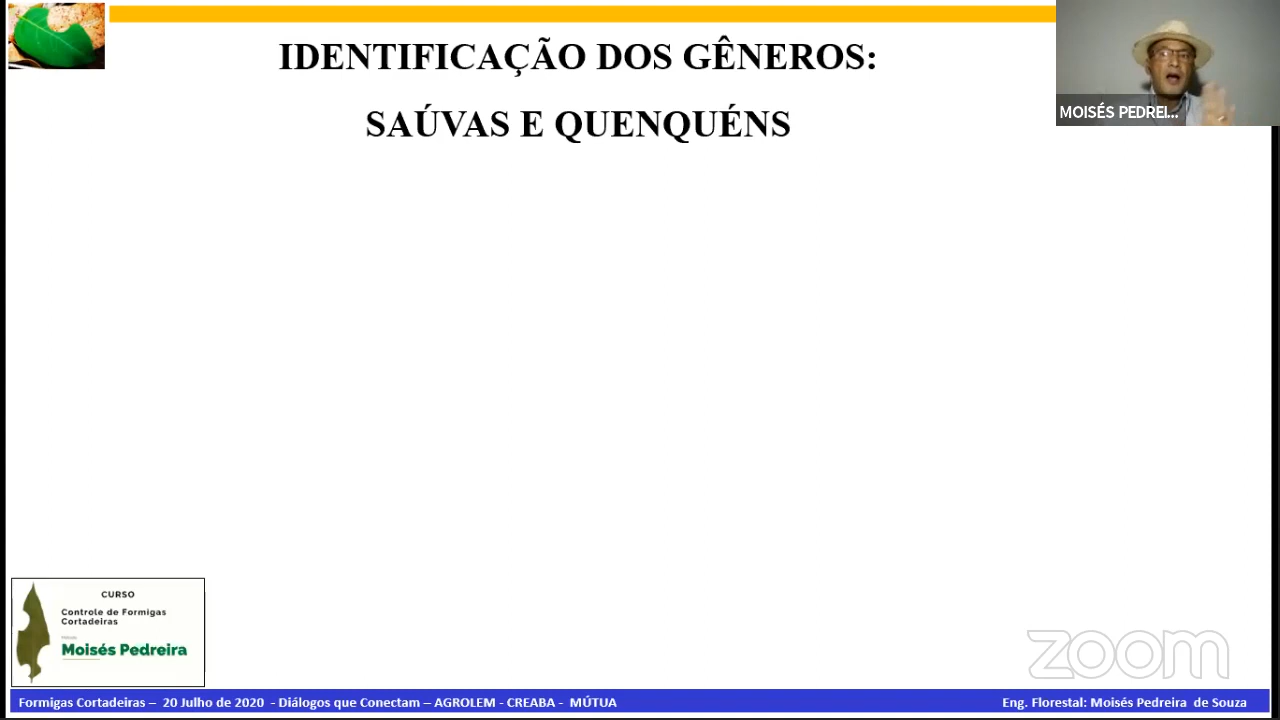 IDENTIFICAÇÃO DOS GÊNEROS:
SAÚVAS E QUENQUÉNS
MOISÉS PEDREI...
CURSO
Controle de Formigas
Cortadeiras
Moisés Pedreira
zoom
Formigas Cortadeiras – 20 Julho de 2020 - Diálogos que Conectam – AGROLEM - CREABA - MÚTUA
Eng. Florestal: Moisés Pedreira de Souza